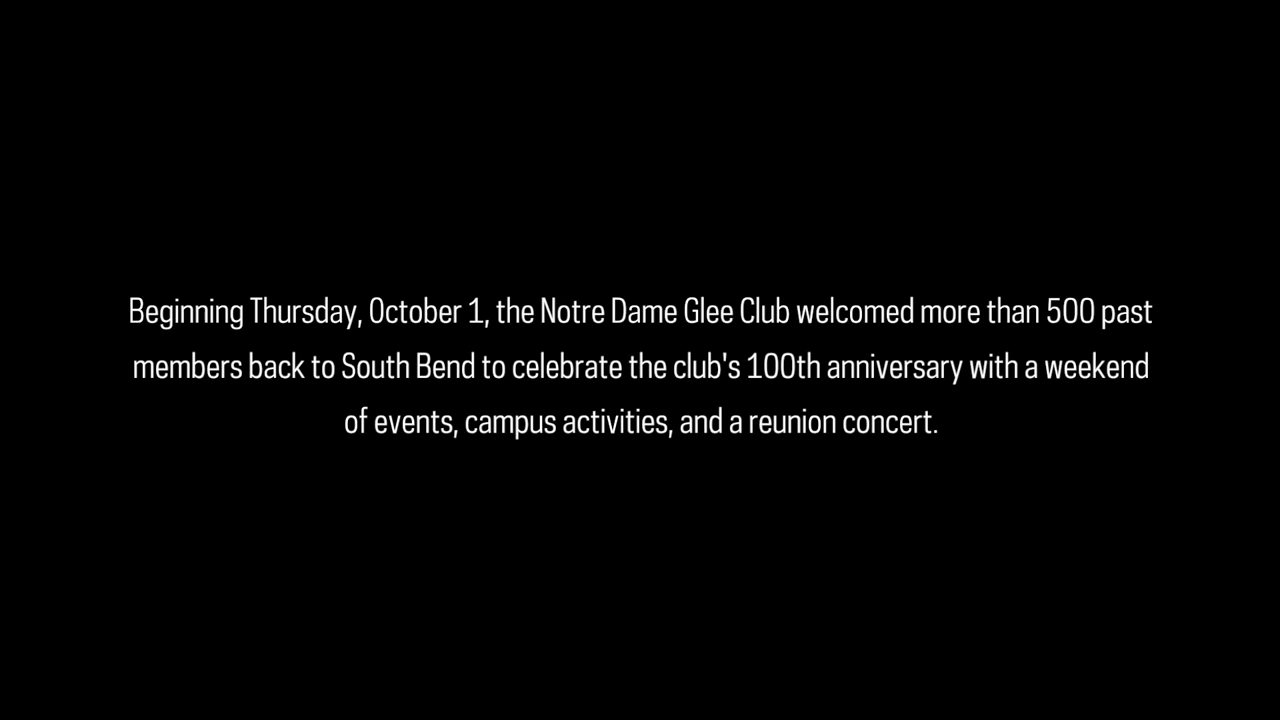 Beginning Thursday, October 1, the Notre Dame Glee Club welcomed more than 500 past
members back to South Bend to celebrate the club's 100th anniversary with a weekend
of events, campus activities, and a reunion concert.